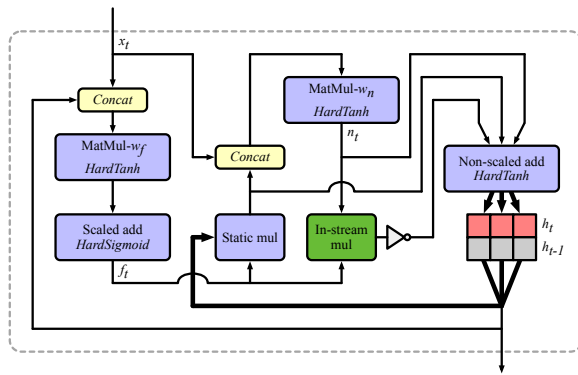 x_t
Concat
MatMul-w_f
HardTanh
Scaled add
HardSigmoid
f_t
Concat
Static mul
MatMul-w_n
HardTanh
n_t
In-stream
mul
Non-scaled add
HardTanh
h_t
h_{t-1}